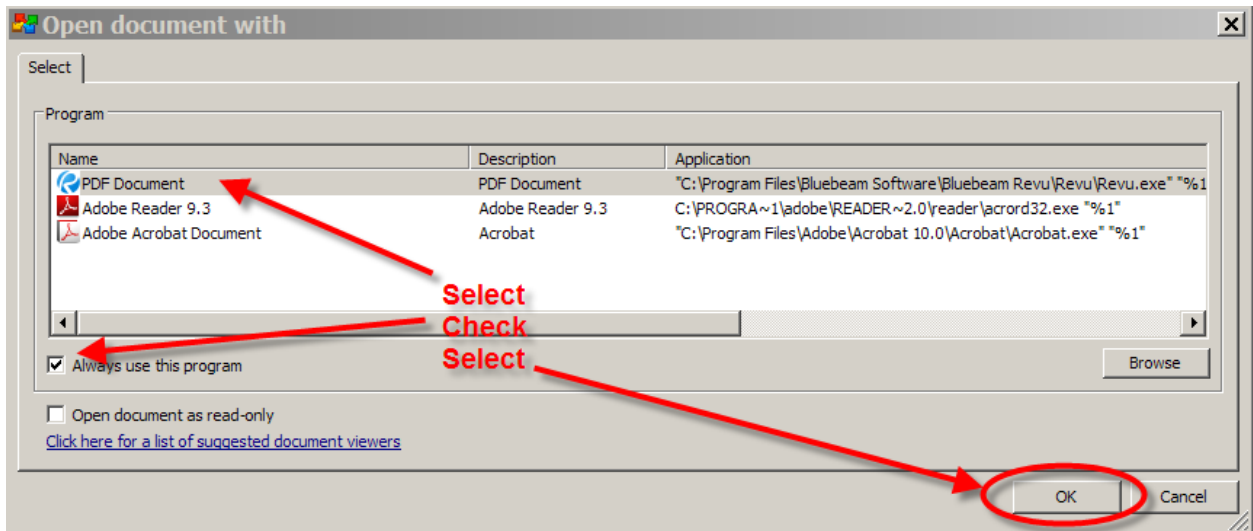 Open document with
Select
Program
Name Description Application
PDF Document PDF Document "C:\Program Files\Bluebeam Software\Bluebeam Revu\Revu\Revu.exe" "%1
Adobe Reader 9.3 Adobe Reader 9.3 C:\PROGRA~1\adobe\READER~2.0\reader\acrord32.exe "%1"
Adobe Acrobat Document Acrobat "C:\Program Files\Adobe\Acrobat 10.0\Acrobat\Acrobat.exe" "%1"
Select
Check
Select
Always use this program Browse
Open document as read-only
Click here for a list of suggested document viewers
OK Cancel